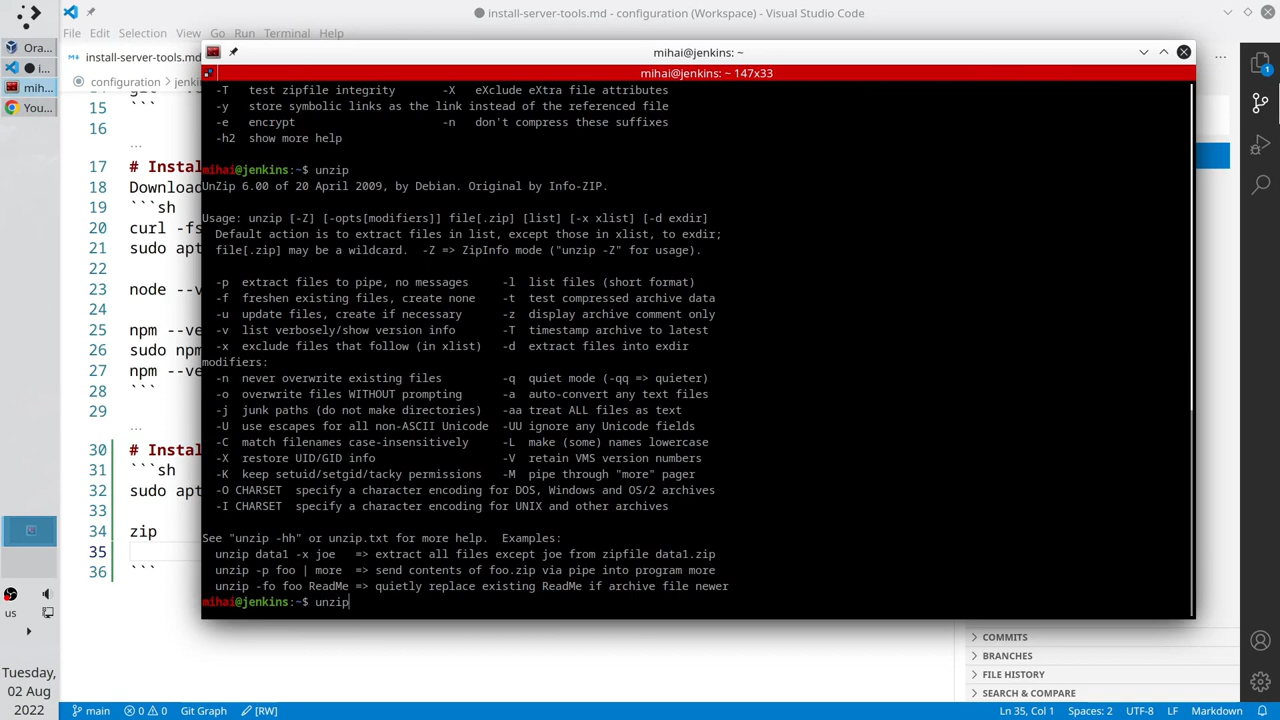 install-server-tools.md - configuration (Workspace) - Visual Studio Code
File Edit Selection View Go Run Terminal Help
Ora...
i...
mih...
You...
install-server-tools.md
configuration > jenki
mihai@jenkins: ~
mihai@jenkins: ~ 147x33
15 ```
16
...
17 # Instal
18 Download
19 ```sh
20 curl -fs
21 sudo apt
22
23 node --v
24
25 npm --ve
26 sudo npm
27 npm --ve
28 ```
29
...
30 # Instal
31 ```sh
32 sudo apt
33
34 zip
35
36 ```
-T test zipfile integrity -X eXclude eXtra file attributes
-y store symbolic links as the link instead of the referenced file
-e encrypt -n don't compress these suffixes
-h2 show more help
mihai@jenkins:~$ unzip
UnZip 6.00 of 20 April 2009, by Debian. Original by Info-ZIP.
Usage: unzip [-Z] [-opts[modifiers]] file[.zip] [list] [-x xlist] [-d exdir]
Default action is to extract files in list, except those in xlist, to exdir;
file[.zip] may be a wildcard. -Z => ZipInfo mode ("unzip -Z" for usage).
-p extract files to pipe, no messages -l list files (short format)
-f freshen existing files, create none -t test compressed archive data
-u update files, create if necessary -z display archive comment only
-v list verbosely/show version info -T timestamp archive to latest
-x exclude files that follow (in xlist) -d extract files into exdir
modifiers:
-n never overwrite existing files -q quiet mode (-qq => quieter)
-o overwrite files WITHOUT prompting -a auto-convert any text files
-j junk paths (do not make directories) -aa treat ALL files as text
-U use escapes for all non-ASCII Unicode -UU ignore any Unicode fields
-C match filenames case-insensitively -L make (some) names lowercase
-X restore UID/GID info -V retain VMS version numbers
-K keep setuid/setgid/tacky permissions -M pipe through "more" pager
-O CHARSET specify a character encoding for DOS, Windows and OS/2 archives
-I CHARSET specify a character encoding for UNIX and other archives
See "unzip -hh" or unzip.txt for more help. Examples:
unzip data1 -x joe => extract all files except joe from zipfile data1.zip
unzip -p foo | more => send contents of foo.zip via pipe into program more
unzip -fo foo ReadMe => quietly replace existing ReadMe if archive file newer
mihai@jenkins:~$ unzip
1
COMMITS
BRANCHES
FILE HISTORY
SEARCH & COMPARE
us
Tuesday,
02 Aug
2022
main 0 0 Git Graph [RW] Ln 35, Col 1 Spaces: 2 UTF-8 LF Markdown